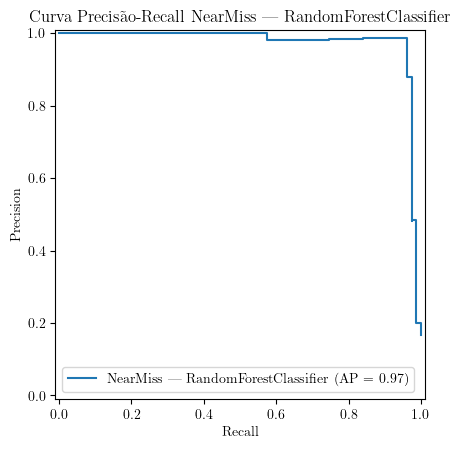 Curva Precisão-Recall NearMiss — RandomForestClassifier
1.0
0.8
0.6
0.4
0.2
0.0
Precision
NearMiss — RandomForestClassifier (AP = 0.97)
0.0 0.2 0.4 0.6 0.8 1.0
Recall